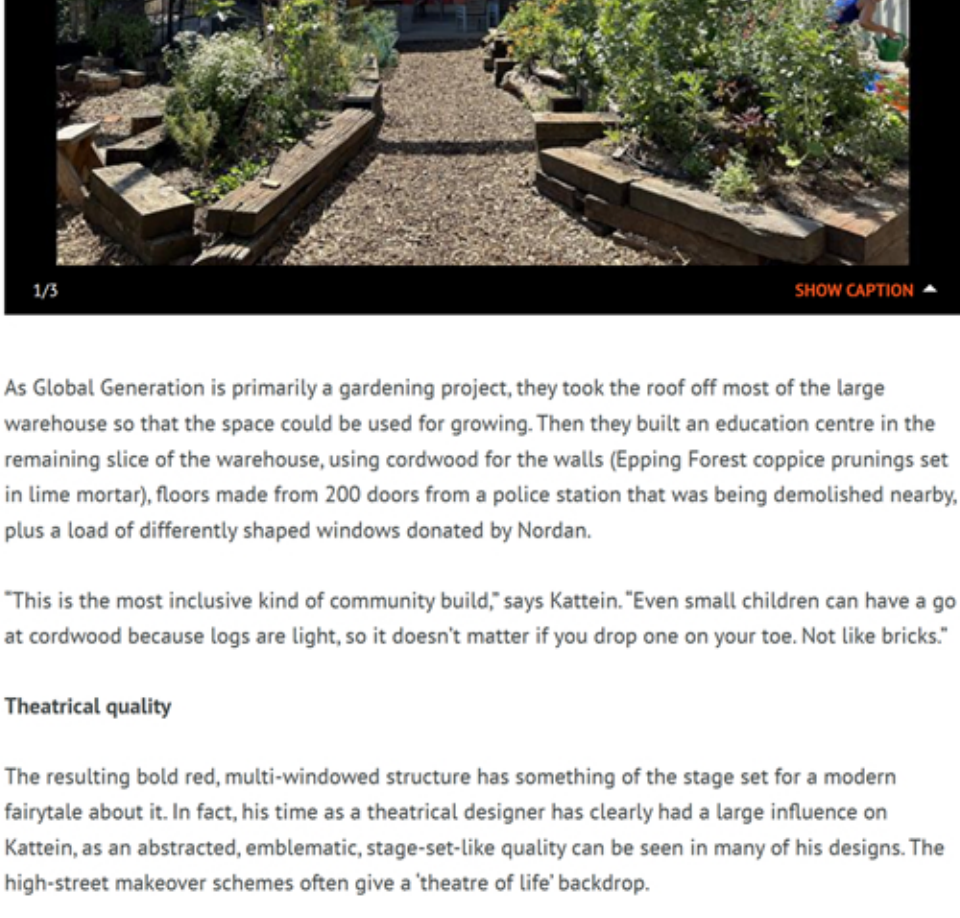 1/3
SHOW CAPTION
As Global Generation is primarily a gardening project, they took the roof off most of the large
warehouse so that the space could be used for growing. Then they built an education centre in the
remaining slice of the warehouse, using cordwood for the walls (Epping Forest coppice prunings set
in lime mortar), floors made from 200 doors from a police station that was being demolished nearby,
plus a load of differently shaped windows donated by Nordan.
“This is the most inclusive kind of community build,” says Kattein. “Even small children can have a go
at cordwood because logs are light, so it doesn’t matter if you drop one on your toe. Not like bricks.”
Theatrical quality
The resulting bold red, multi-windowed structure has something of the stage set for a modern
fairytale about it. In fact, his time as a theatrical designer has clearly had a large influence on
Kattein, as an abstracted, emblematic, stage-set-like quality can be seen in many of his designs. The
high-street makeover schemes often give a ‘theatre of life’ backdrop.